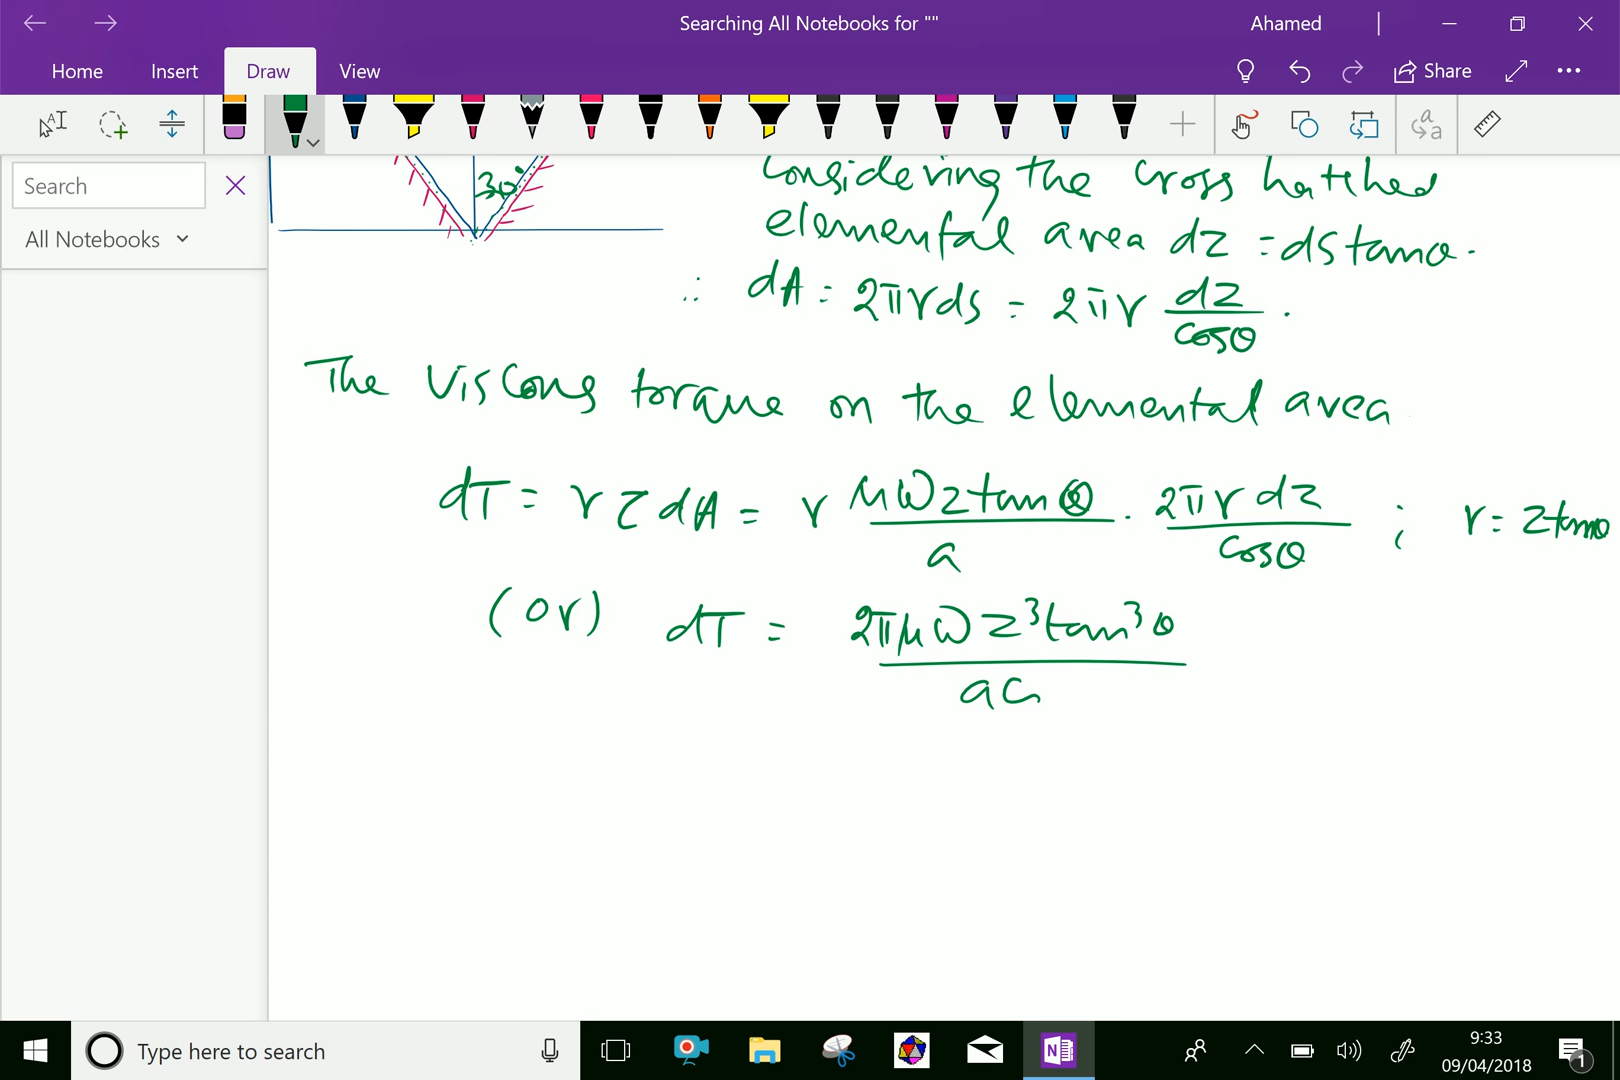 Searching All Notebooks for ""
Ahamed
Home Insert Draw View
Share
Search
All Notebooks
30°
Considering the cross hatched
elemental area dz = ds tanθ.
∴ dA = 2πrds = 2πr dz/cosθ .
The Viscous torque on the elemental area
dT = r τ dA = r μωz tanθ/a . 2πr dz/cosθ ; r = z tanθ
(or) dT = 2πμω z³ tan³θ/ac
Type here to search
9:33
09/04/2018
1